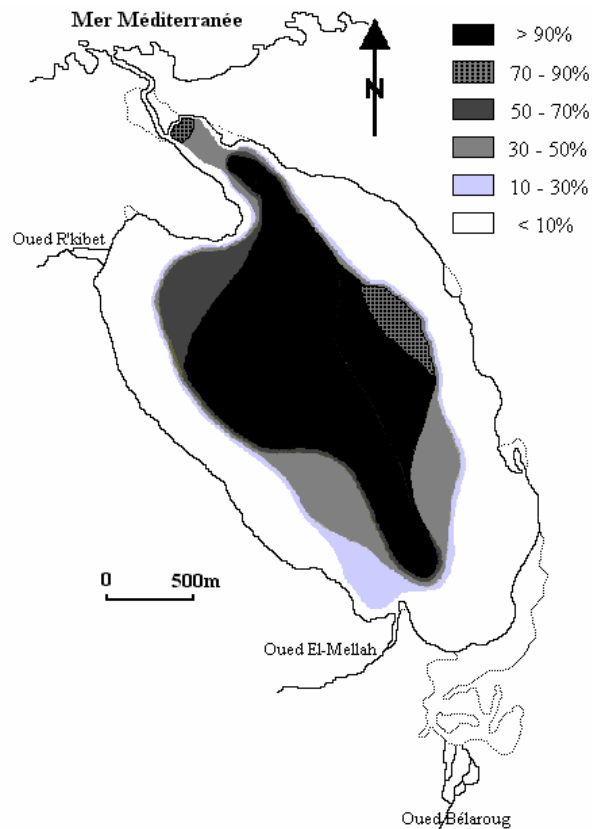 Mer Méditerranée
N
> 90%
70 - 90%
50 - 70%
30 - 50%
10 - 30%
< 10%
Oued R'kibet
0 500m
Oued El-Mellah
Oued Bélaroug